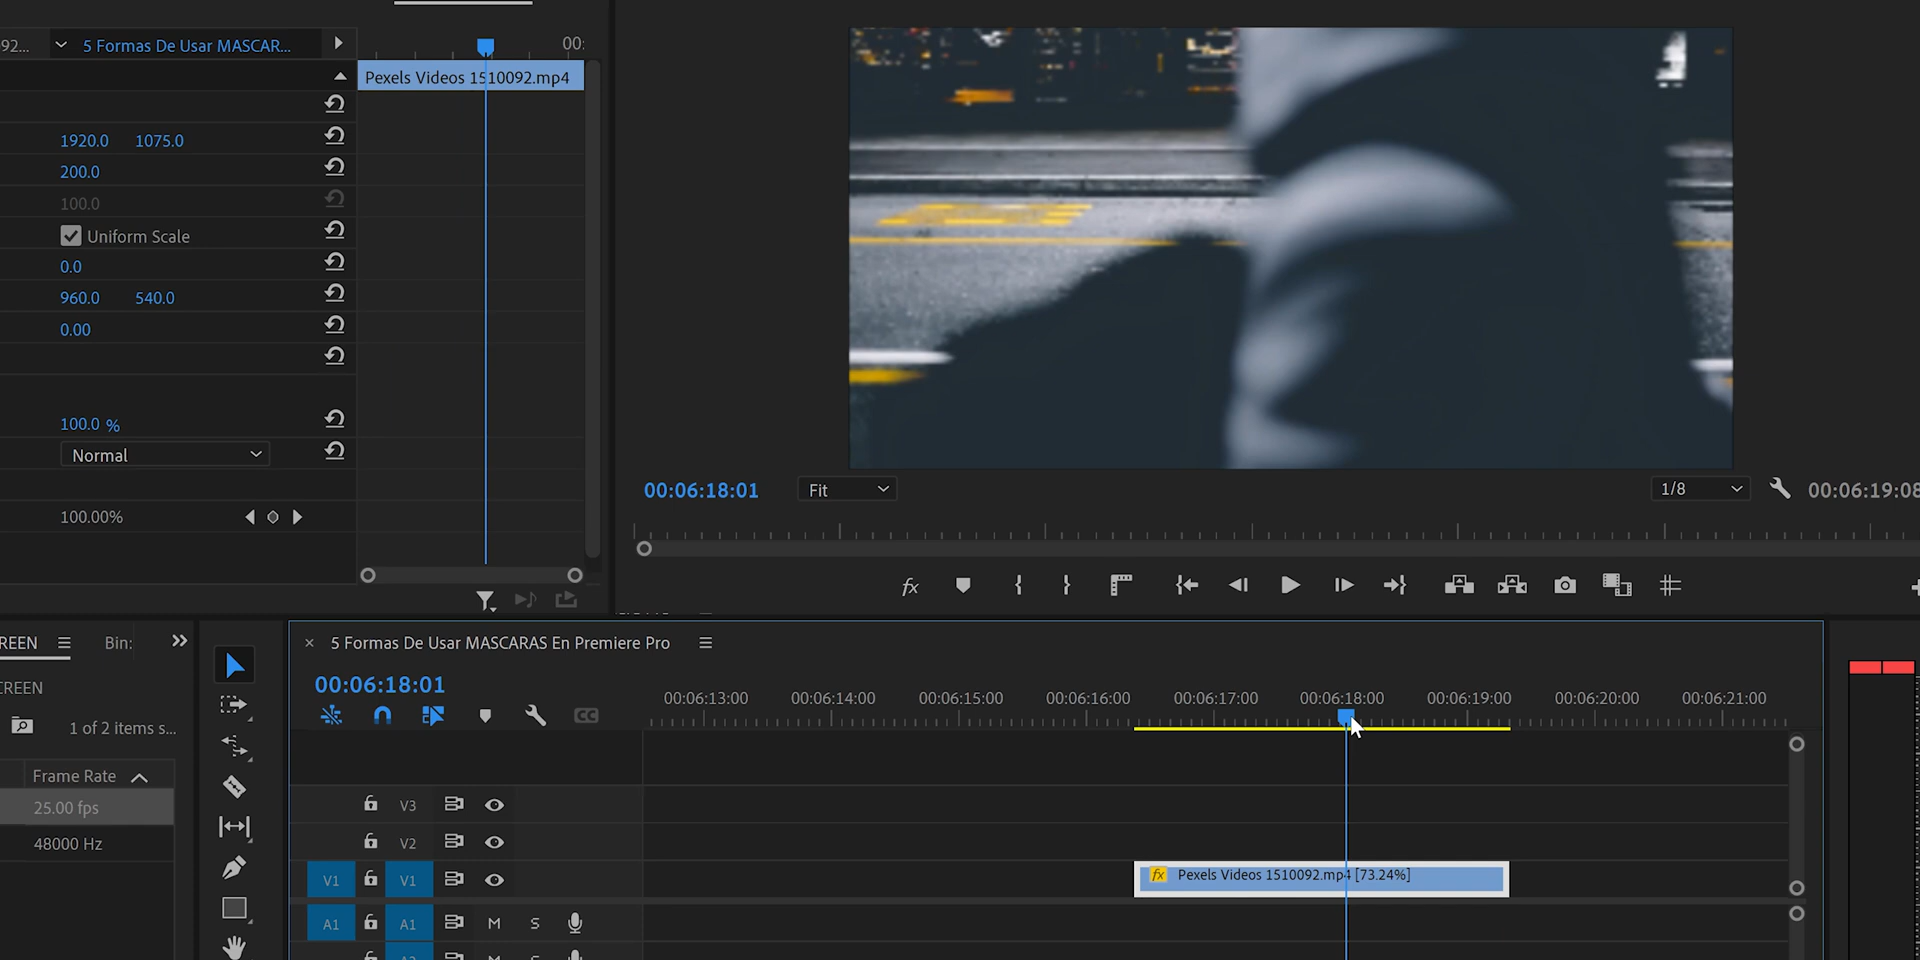 92...
5 Formas De Usar MASCAR...
00:
Pexels Videos 1510092.mp4
1920.0 1075.0
200.0
100.0
Uniform Scale
0.0
960.0 540.0
0.00
100.0 %
Normal
100.00%
00:06:18:01
Fit
1/8
00:06:19:08
fx
REEN
Bin:
CREEN
1 of 2 items s...
Frame Rate
25.00 fps
48000 Hz
5 Formas De Usar MASCARAS En Premiere Pro
00:06:18:01
CC
00:06:13:00
00:06:14:00
00:06:15:00
00:06:16:00
00:06:17:00
00:06:18:00
00:06:19:00
00:06:20:00
00:06:21:00
V3
V2
V1 V1
fx Pexels Videos 1510092.mp4 [73.24%]
A1 A1 M S